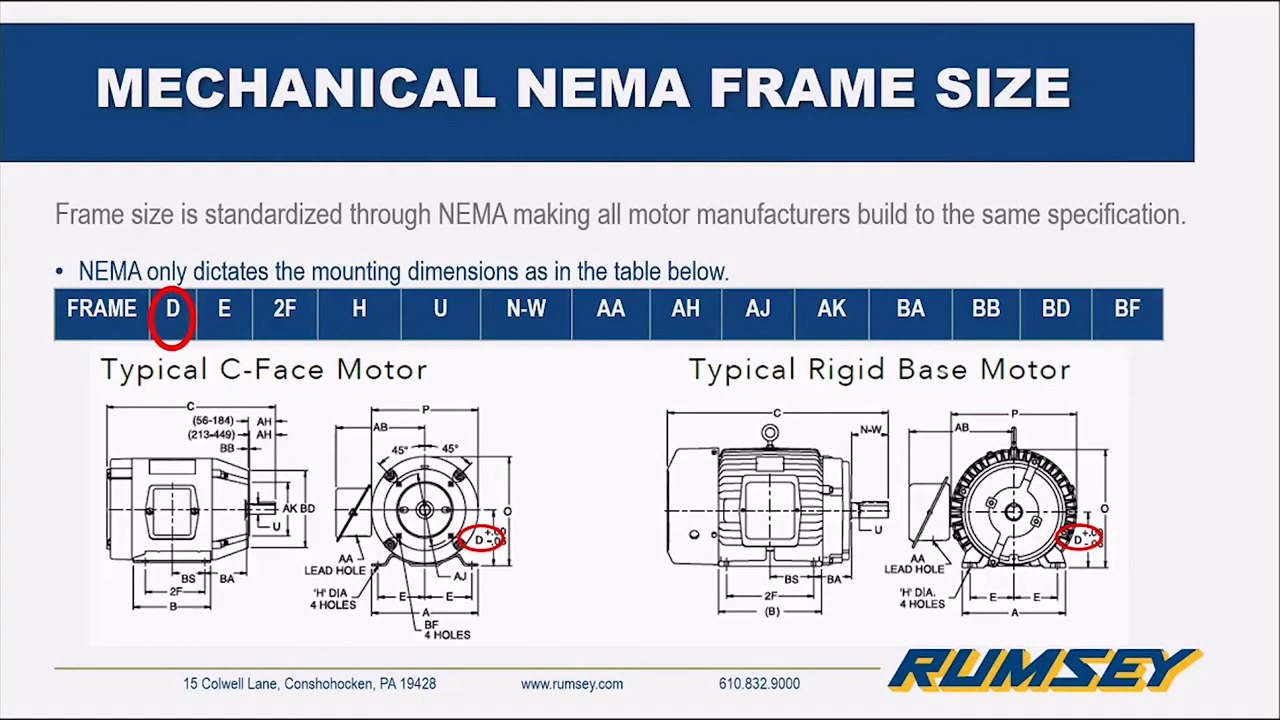 MECHANICAL NEMA FRAME SIZE
Frame size is standardized through NEMA making all motor manufacturers build to the same specification.
• NEMA only dictates the mounting dimensions as in the table below.
FRAME D E 2F H U N-W AA AH AJ AK BA BB BD BF
Typical C-Face Motor
C
(56-184) AH
(213-449) AH
BB
AK BD
U
BS BA
2F
B
P
AB
45° 45°
O
D
AA
LEAD HOLE
AJ
'H' DIA
4 HOLES
E E
A
BF
4 HOLES
Typical Rigid Base Motor
C
N-W
U
BS BA
2F
(B)
P
AB
O
D
AA
LEAD HOLE
'H' DIA.
4 HOLES
E E
A
15 Colwell Lane, Conshohocken, PA 19428 www.rumsey.com 610.832.9000
RUMSEY